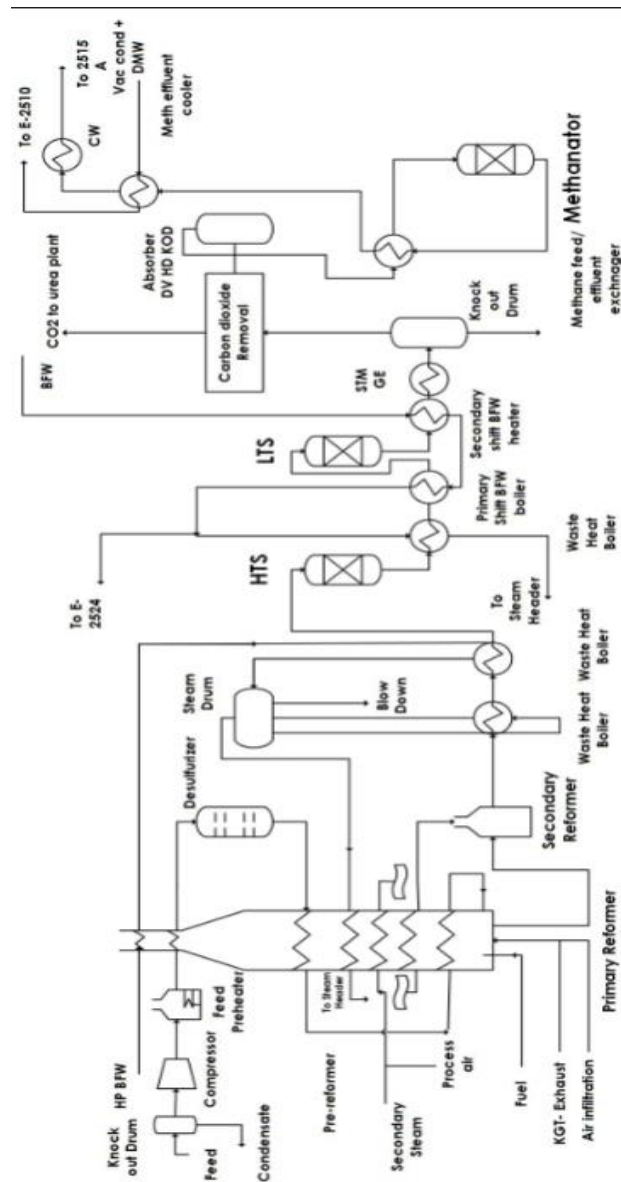 Knock
out Drum
Feed
Condensate
HP BFW
Compressor
Feed
Preheater
Desulfurizer
Pre-reformer
To Steam
Header
Secondary
Steam
Process
air
Fuel
KGT- Exhaust
Air infiltration
Primary Reformer
Secondary
Reformer
Steam
Drum
Blow
Down
Waste Heat
Boiler
Waste Heat
Boiler
To E-
2524
HTS
To
Steam
Header
Waste
Heat
Boiler
Primary
Shift BFW
boiler
LTS
Secondary
shift BFW
heater
BFW
STM
GE
Knock
out
Drum
CO2 to urea plant
Carbon dioxide
Removal
Absorber
DV HD KOD
Methane feed/
effluent
exchnager
Methanator
To E-2510
CW
To 2515
A
Vac cond +
DMW
Meth effluent
cooler